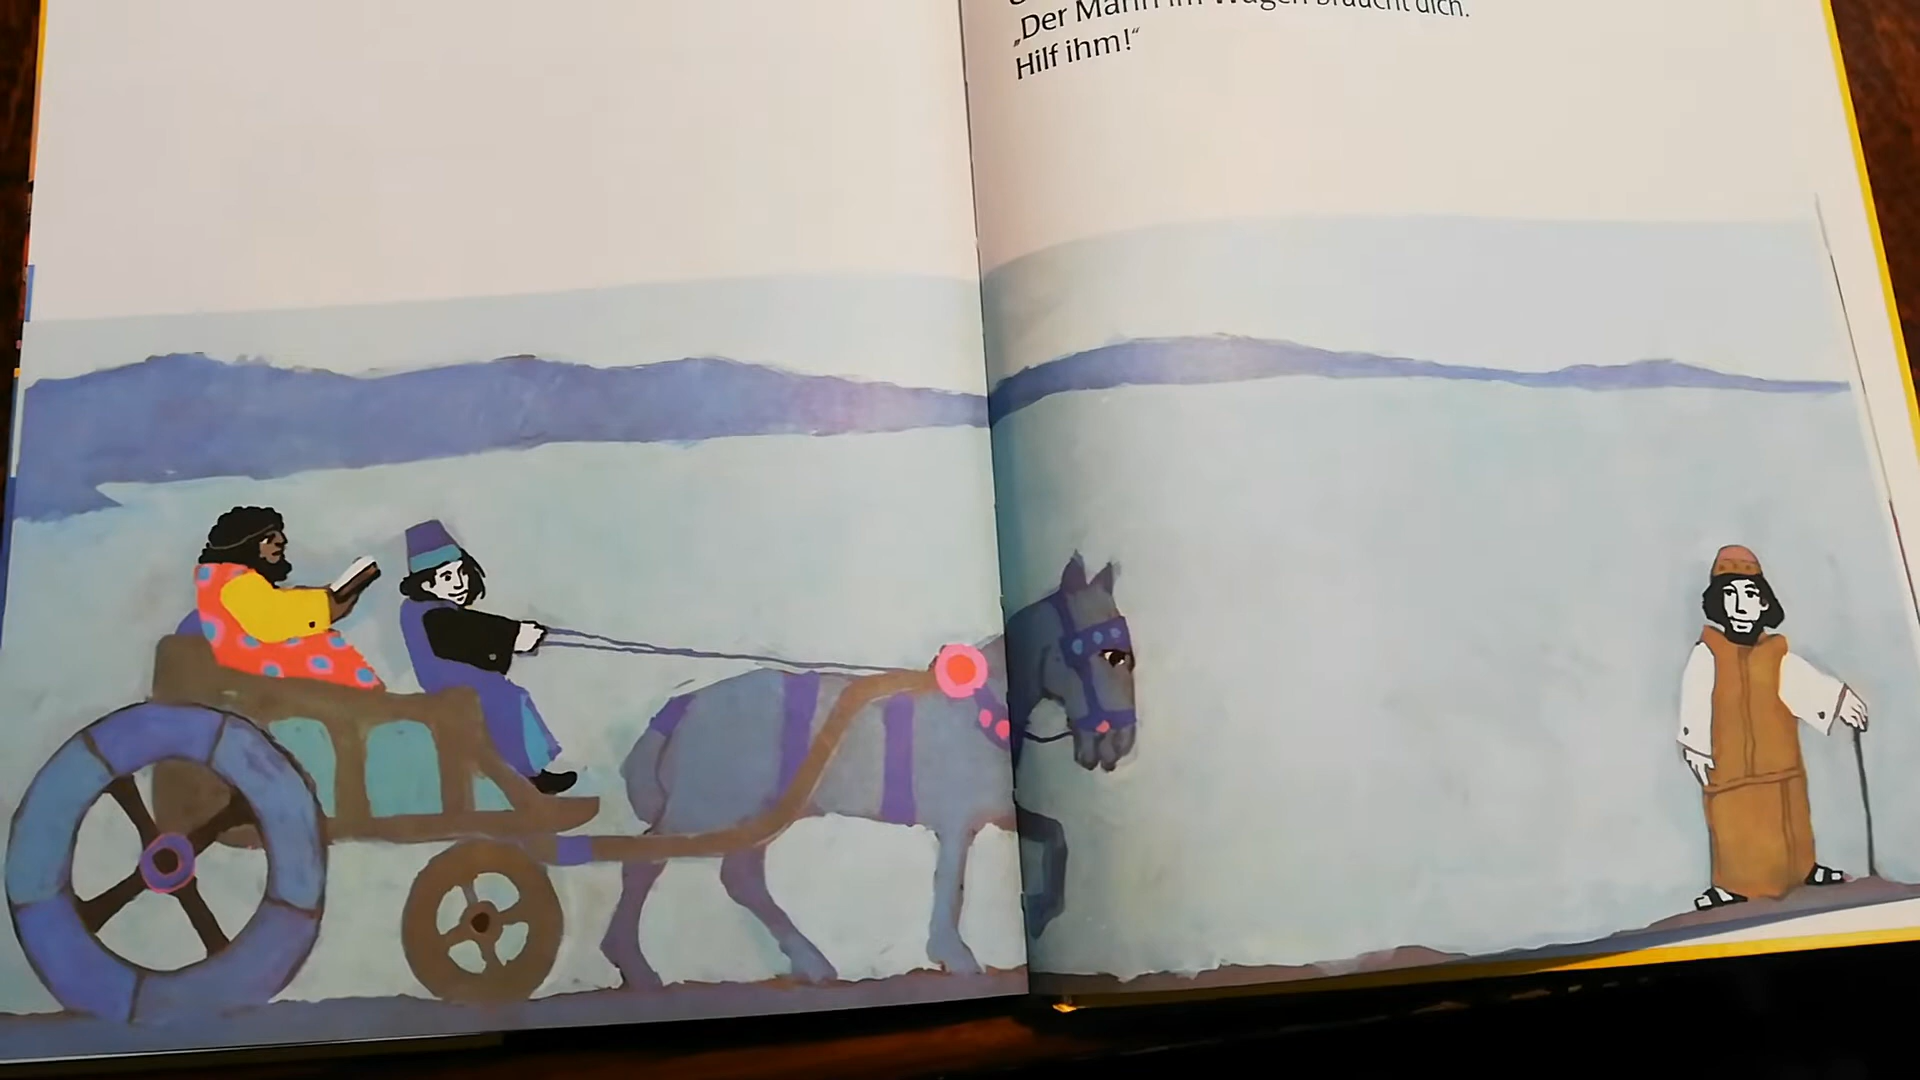 „Der Mann im Wagen braucht dich.
Hilf ihm!“